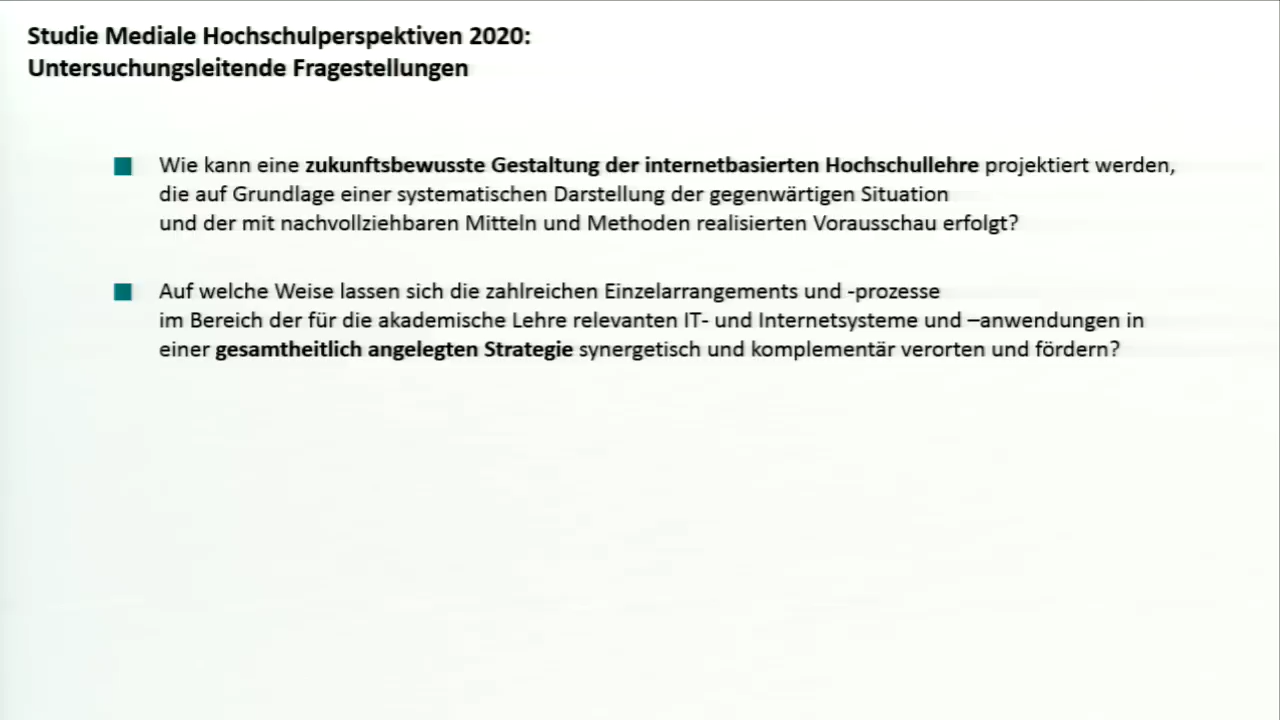 Studie Mediale Hochschulperspektiven 2020:
Untersuchungsleitende Fragestellungen
Wie kann eine zukunftsbewusste Gestaltung der internetbasierten Hochschullehre projektiert werden,
die auf Grundlage einer systematischen Darstellung der gegenwärtigen Situation
und der mit nachvollziehbaren Mitteln und Methoden realisierten Vorausschau erfolgt?
Auf welche Weise lassen sich die zahlreichen Einzelarrangements und -prozesse
im Bereich der für die akademische Lehre relevanten IT- und Internetsysteme und –anwendungen in
einer gesamtheitlich angelegten Strategie synergetisch und komplementär verorten und fördern?